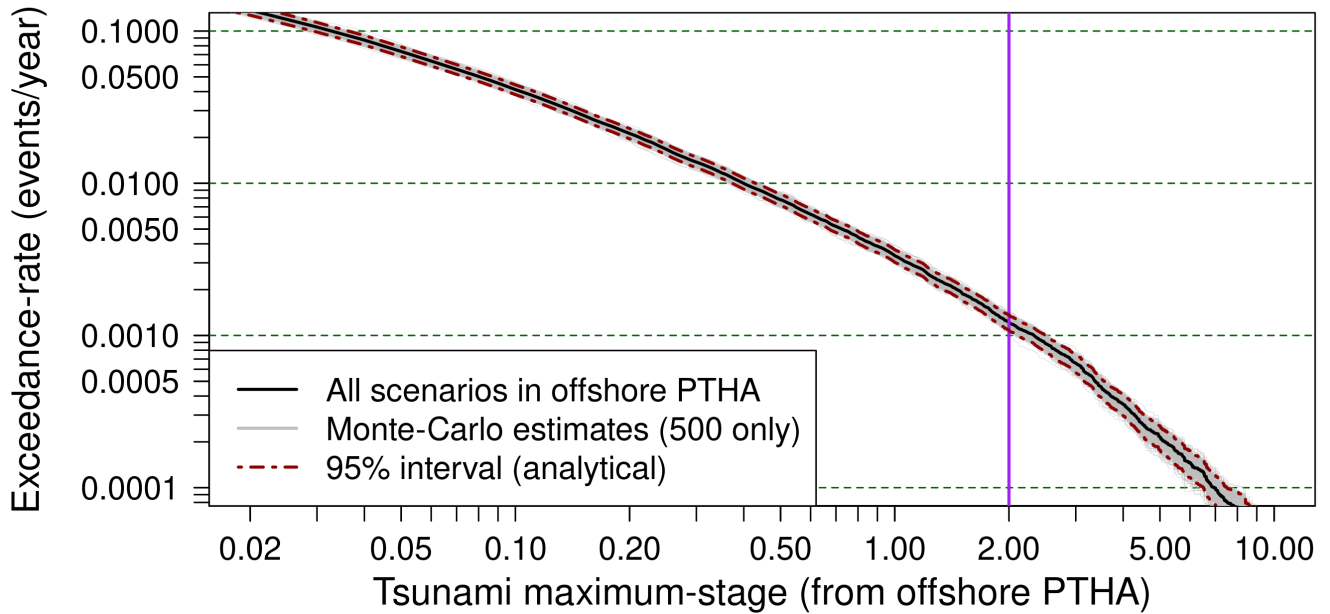 Exceedance-rate (events/year)
0.1000
0.0500
0.0100
0.0050
0.0010
0.0005
0.0001
All scenarios in offshore PTHA
Monte-Carlo estimates (500 only)
95% interval (analytical)
0.02 0.05 0.10 0.20 0.50 1.00 2.00 5.00 10.00
Tsunami maximum-stage (from offshore PTHA)